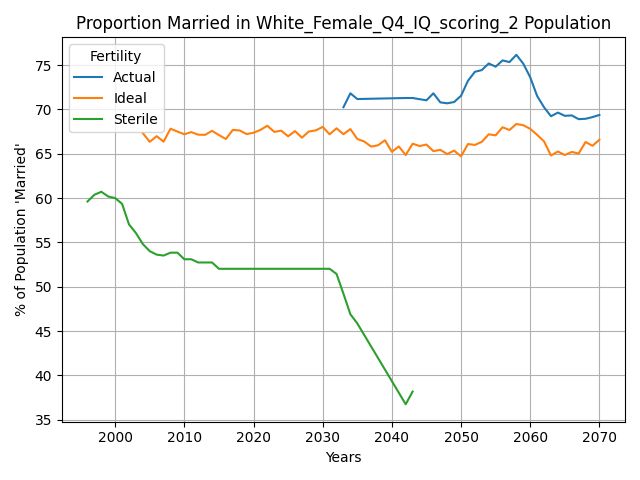 Proportion Married in White_Female_Q4_IQ_scoring_2 Population
Fertility
Actual
Ideal
Sterile
% of Population 'Married'
75
70
65
60
55
50
45
40
35
2000
2010
2020
2030
2040
2050
2060
2070
Years